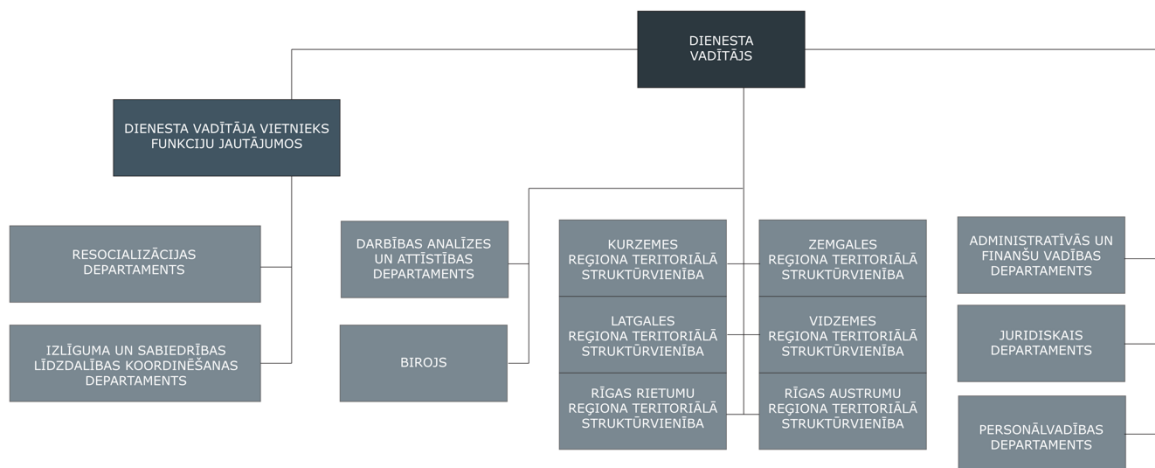 DIENESTA
VADĪTĀJS
DIENESTA VADĪTĀJA VIETNIEKS
FUNKCIJU JAUTĀJUMOS
RESOCIALIZĀCIJAS
DEPARTAMENTS
IZLĪGUMA UN SABIEDRĪBAS
LĪDZDALĪBAS KOORDINĒŠANAS
DEPARTAMENTS
DARBĪBAS ANALĪZES
UN ATTĪSTĪBAS
DEPARTAMENTS
BIROJS
KURZEMES
REĢIONA TERITORIĀLĀ
STRUKTŪRVIENĪBA
ZEMGALES
REĢIONA TERITORIĀLĀ
STRUKTŪRVIENĪBA
LATGALES
REĢIONA TERITORIĀLĀ
STRUKTŪRVIENĪBA
VIDZEMES
REĢIONA TERITORIĀLĀ
STRUKTŪRVIENĪBA
RĪGAS RIETUMU
REĢIONA TERITORIĀLĀ
STRUKTŪRVIENĪBA
RĪGAS AUSTRUMU
REĢIONA TERITORIĀLĀ
STRUKTŪRVIENĪBA
ADMINISTRATĪVĀS UN
FINANŠU VADĪBAS
DEPARTAMENTS
JURIDISKAIS
DEPARTAMENTS
PERSONĀLVADĪBAS
DEPARTAMENTS